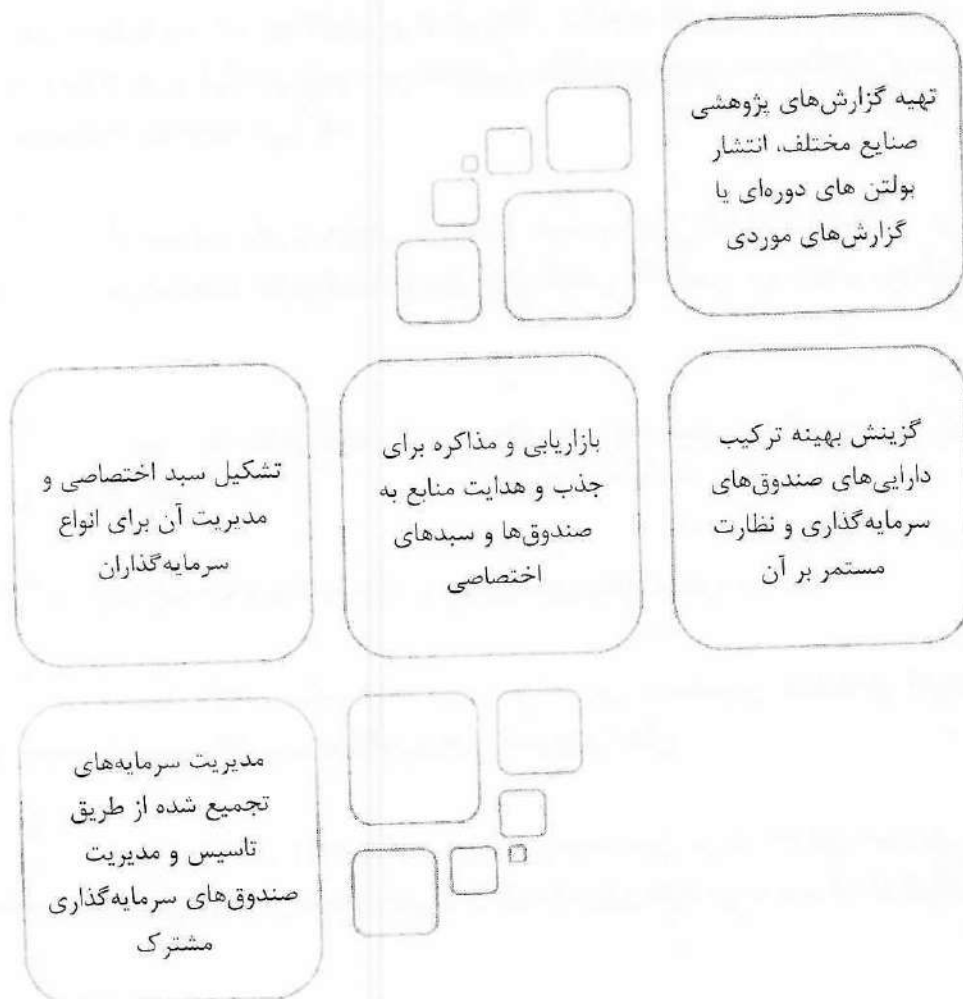 تهیه گزارش‌های پژوهشی
صنایع مختلف، انتشار
بولتن های دوره‌ای یا
گزارش‌های موردی
گزینش بهینه ترکیب
دارایی‌های صندوق‌های
سرمایه‌گذاری و نظارت
مستمر بر آن
بازاریابی و مذاکره برای
جذب و هدایت منابع به
صندوق‌ها و سبدهای
اختصاصی
تشکیل سبد اختصاصی و
مدیریت آن برای انواع
سرمایه‌گذاران
مدیریت سرمایه‌های
تجمیع شده از طریق
تاسیس و مدیریت
صندوق‌های سرمایه‌گذاری
مشترک